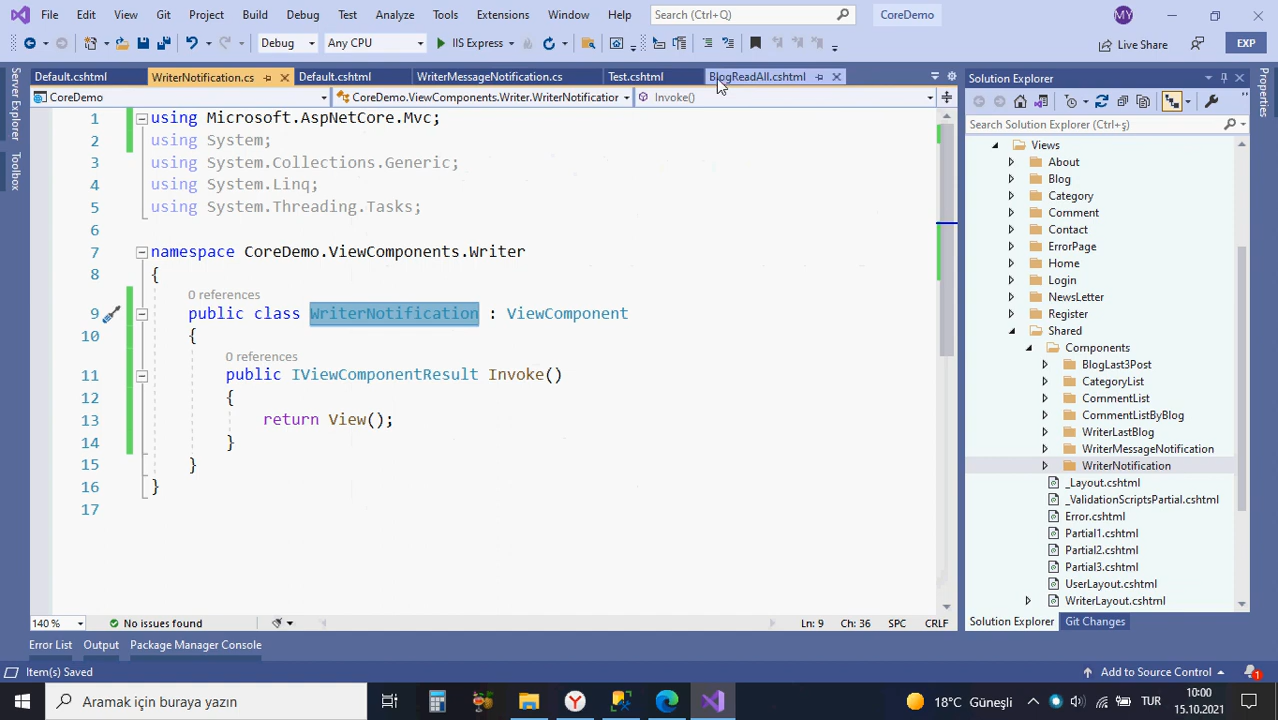 File Edit View Git Project Build Debug Test Analyze Tools Extensions Window Help Search (Ctrl+Q) CoreDemo MY
Debug Any CPU IIS Express Live Share EXP
Default.cshtml WriterNotification.cs Default.cshtml WriterMessageNotification.cs Test.cshtml BlogReadAll.cshtml
CoreDemo CoreDemo.ViewComponents.Writer.WriterNotification Invoke()
Server Explorer
Toolbox
1 using Microsoft.AspNetCore.Mvc;
2 using System;
3 using System.Collections.Generic;
4 using System.Linq;
5 using System.Threading.Tasks;
6
7 namespace CoreDemo.ViewComponents.Writer
8 {
0 references
9 public class WriterNotification : ViewComponent
10 {
0 references
11 public IViewComponentResult Invoke()
12 {
13 return View();
14 }
15 }
16 }
17
140 % No issues found Ln: 9 Ch: 36 SPC CRLF
Solution Explorer
Search Solution Explorer (Ctrl+ş)
Views
About
Blog
Category
Comment
Contact
ErrorPage
Home
Login
NewsLetter
Register
Shared
Components
BlogLast3Post
CategoryList
CommentList
CommentListByBlog
WriterLastBlog
WriterMessageNotification
WriterNotification
_Layout.cshtml
_ValidationScriptsPartial.cshtml
Error.cshtml
Partial1.cshtml
Partial2.cshtml
Partial3.cshtml
UserLayout.cshtml
WriterLayout.cshtml
Solution Explorer Git Changes
Properties
Error List Output Package Manager Console
Item(s) Saved Add to Source Control 1
Aramak için buraya yazın 18°C Güneşli TUR 10:00
15.10.2021